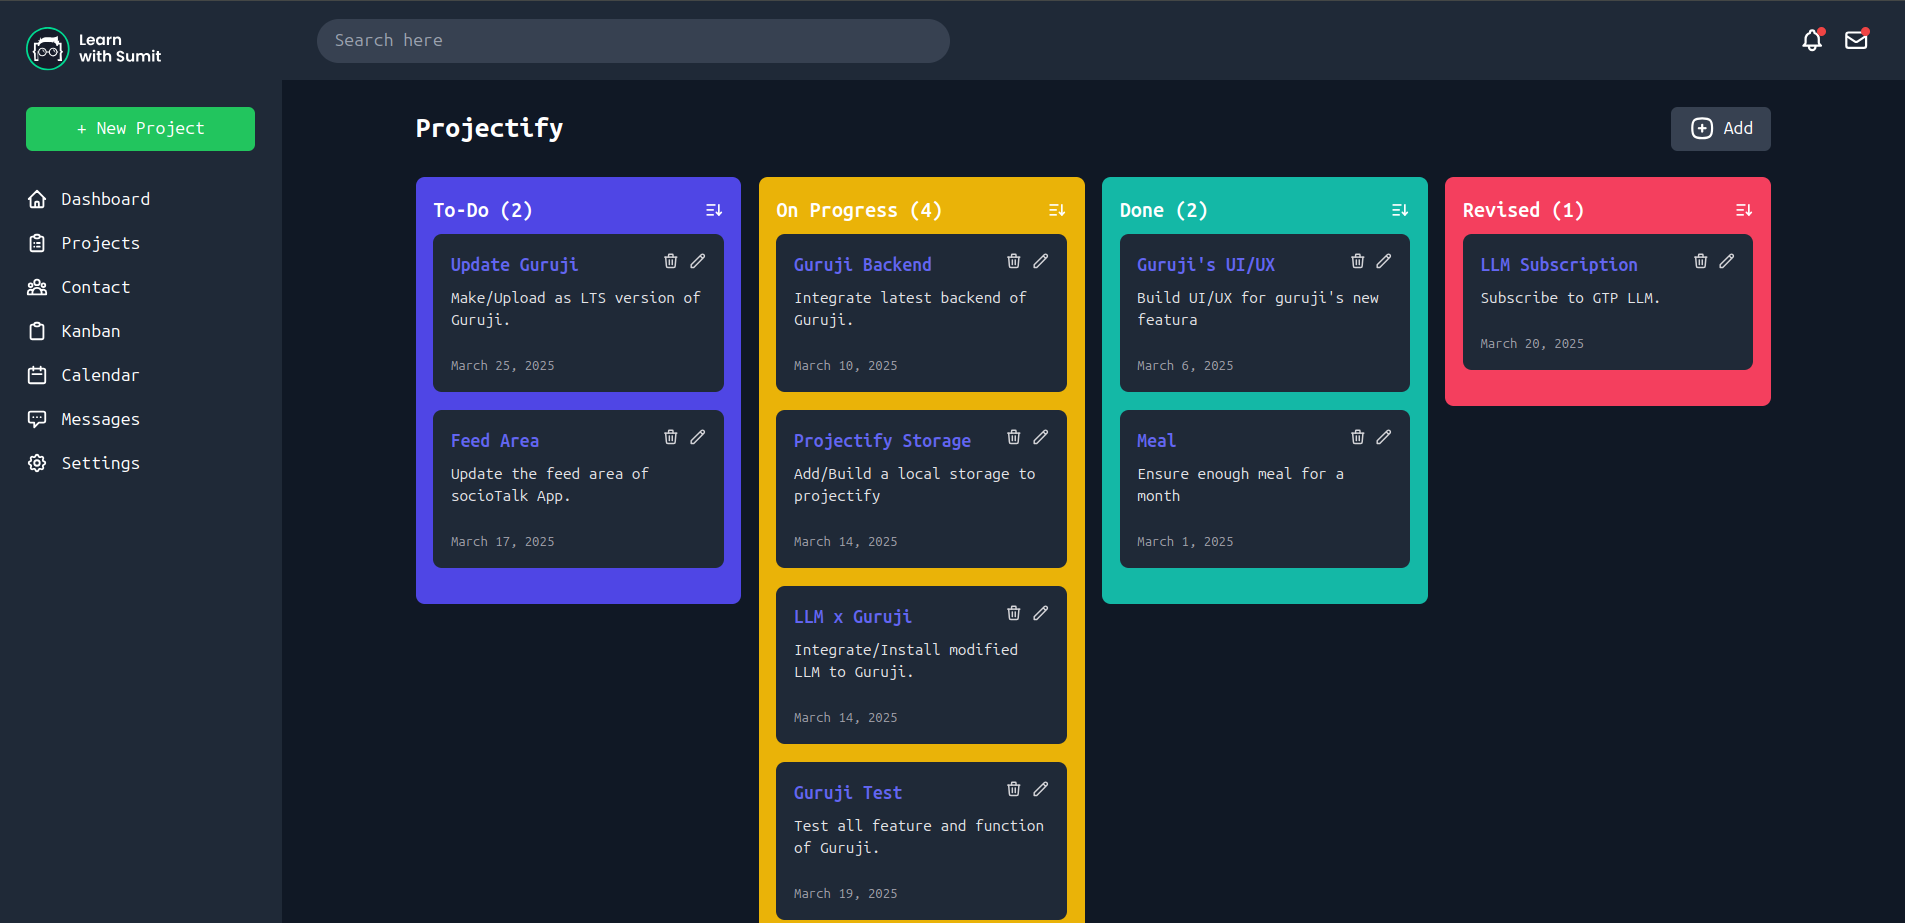 Learn
with Sumit
Search here
+ New Project
Dashboard
Projects
Contact
Kanban
Calendar
Messages
Settings
Projectify
Add
To-Do (2)
Update Guruji
Make/Upload as LTS version of
Guruji.
March 25, 2025
Feed Area
Update the feed area of
socioTalk App.
March 17, 2025
On Progress (4)
Guruji Backend
Integrate latest backend of
Guruji.
March 10, 2025
Projectify Storage
Add/Build a local storage to
projectify
March 14, 2025
LLM x Guruji
Integrate/Install modified
LLM to Guruji.
March 14, 2025
Guruji Test
Test all feature and function
of Guruji.
March 19, 2025
Done (2)
Guruji's UI/UX
Build UI/UX for guruji's new
featura
March 6, 2025
Meal
Ensure enough meal for a
month
March 1, 2025
Revised (1)
LLM Subscription
Subscribe to GTP LLM.
March 20, 2025